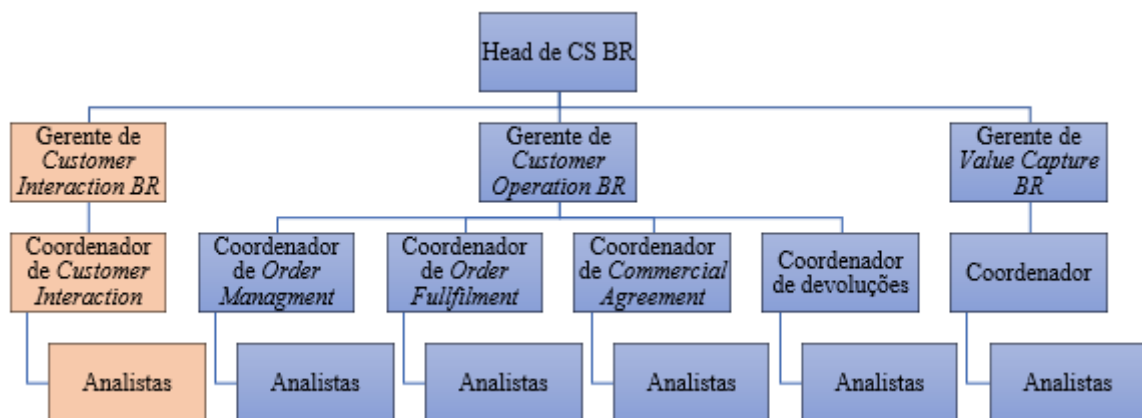 Head de CS BR
Gerente de
Customer
Interaction BR
Gerente de
Customer
Operation BR
Gerente de
Value Capture
BR
Coordenador
de Customer
Interaction
Coordenador
de Order
Managment
Coordenador
de Order
Fullfilment
Coordenador
de Commercial
Agreement
Coordenador
de devoluções
Coordenador
Analistas
Analistas
Analistas
Analistas
Analistas
Analistas